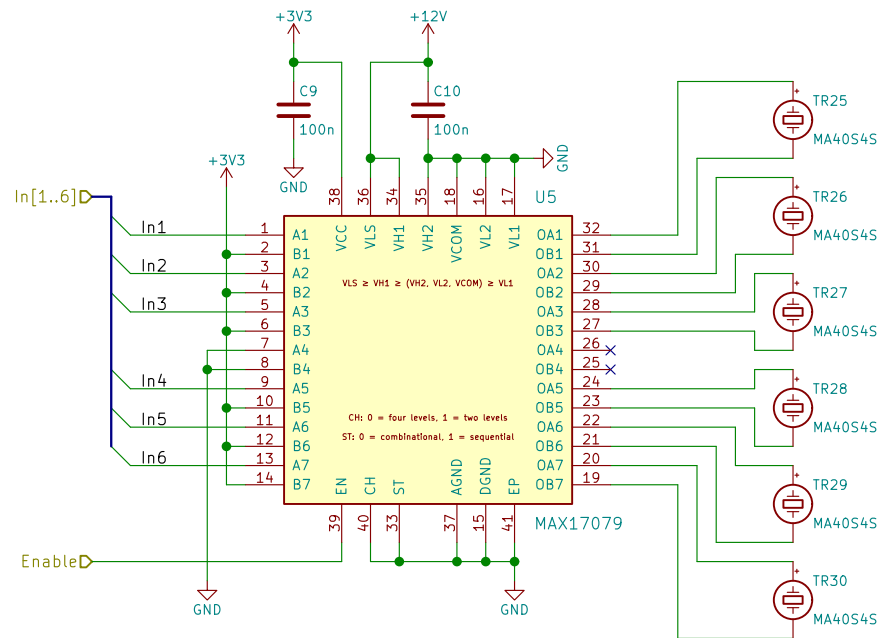 +3V3
+12V
C9
100n
C10
100n
GND
GND
+3V3
In[1..6]
In1
In2
In3
In4
In5
In6
Enable
GND
GND
U5
MAX17079
38 36 34 35 18 16 17
VCC VLS VH1 VH2 VCOM VL2 VL1
VLS ≥ VH1 ≥ (VH2, VL2, VCOM) ≥ VL1
1 A1
2 B1
3 A2
4 B2
5 A3
6 B3
7 A4
8 B4
9 A5
10 B5
11 A6
12 B6
13 A7
14 B7
OA1 32
OB1 31
OA2 30
OB2 29
OA3 28
OB3 27
OA4 26
OB4 25
OA5 24
OB5 23
OA6 22
OB6 21
OA7 20
OB7 19
CH: 0 = four levels, 1 = two levels
ST: 0 = combinational, 1 = sequential
EN CH ST AGND DGND EP
39 40 33 37 15 41
+
TR25
MA40S4S
+
TR26
MA40S4S
+
TR27
MA40S4S
+
TR28
MA40S4S
+
TR29
MA40S4S
+
TR30
MA40S4S